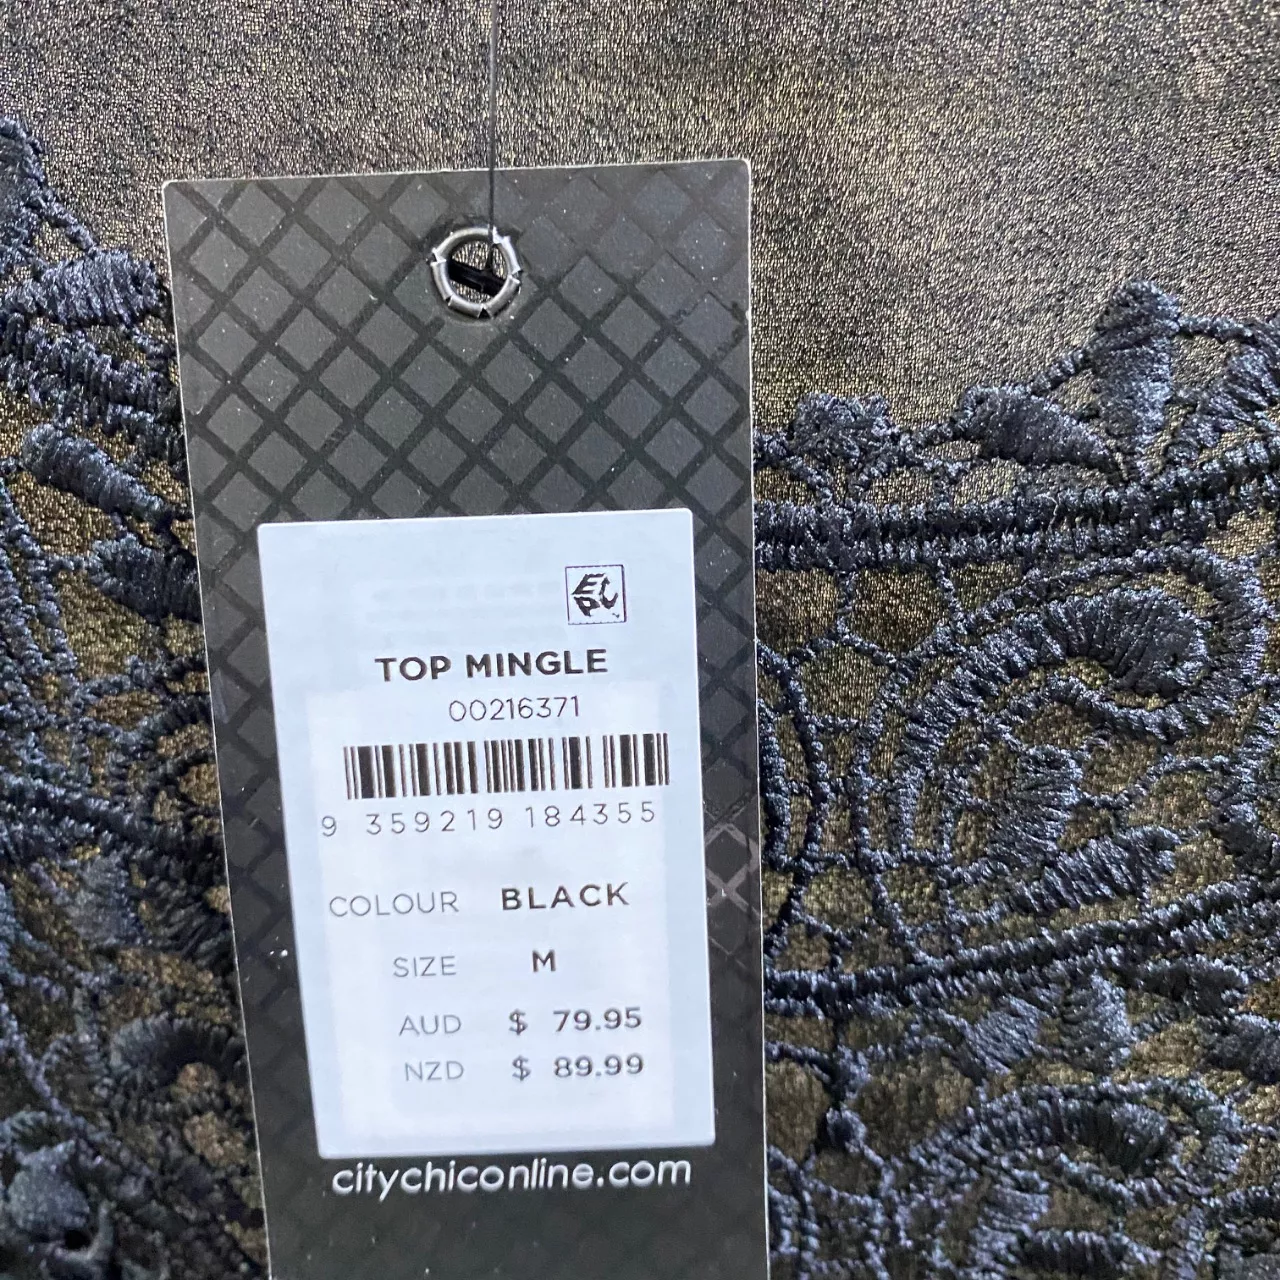 TOP MINGLE
00216371
9 359219 184355
COLOUR BLACK
SIZE M
AUD $ 79.95
NZD $ 89.99
citychiconline.com